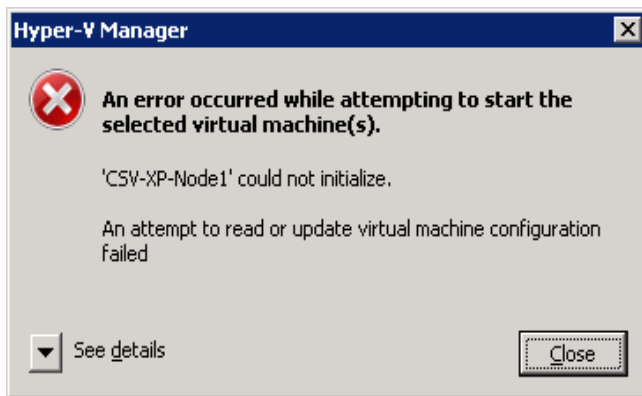 Hyper-V Manager
An error occurred while attempting to start the
selected virtual machine(s).
'CSV-XP-Node1' could not initialize.
An attempt to read or update virtual machine configuration
failed
See details
Close